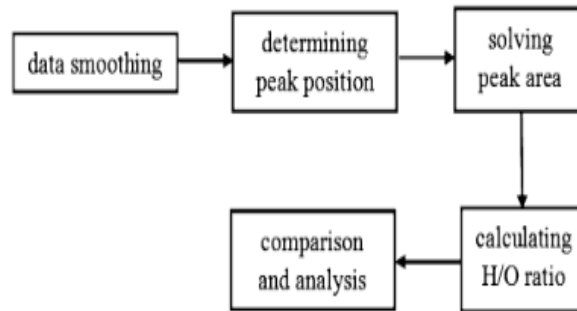 data smoothing
determining
peak position
solving
peak area
calculating
H/O ratio
comparison
and analysis